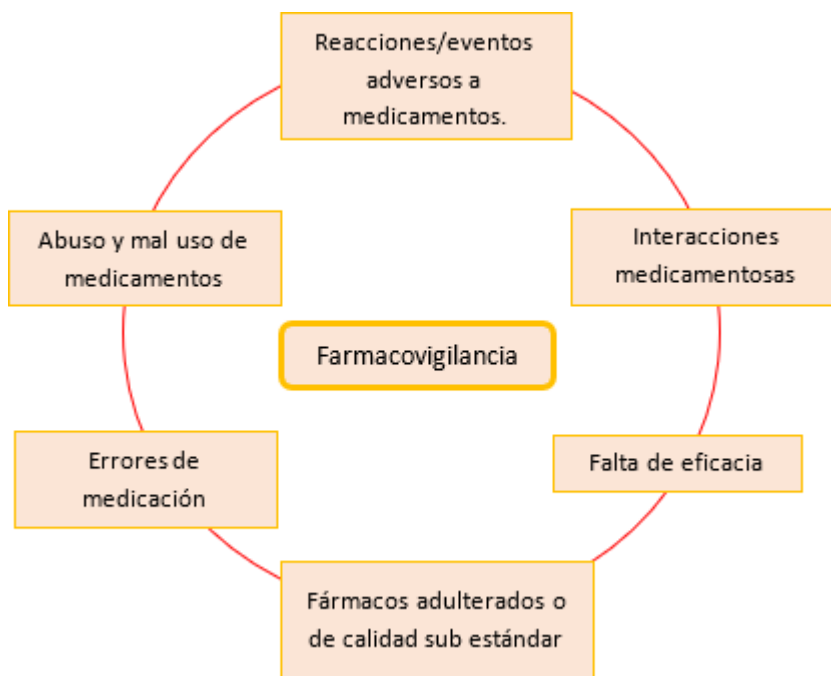 Reacciones/eventos
adversos a
medicamentos.
Abuso y mal uso de
medicamentos
Interacciones
medicamentosas
Farmacovigilancia
Errores de
medicación
Falta de eficacia
Fármacos adulterados o
de calidad sub estándar